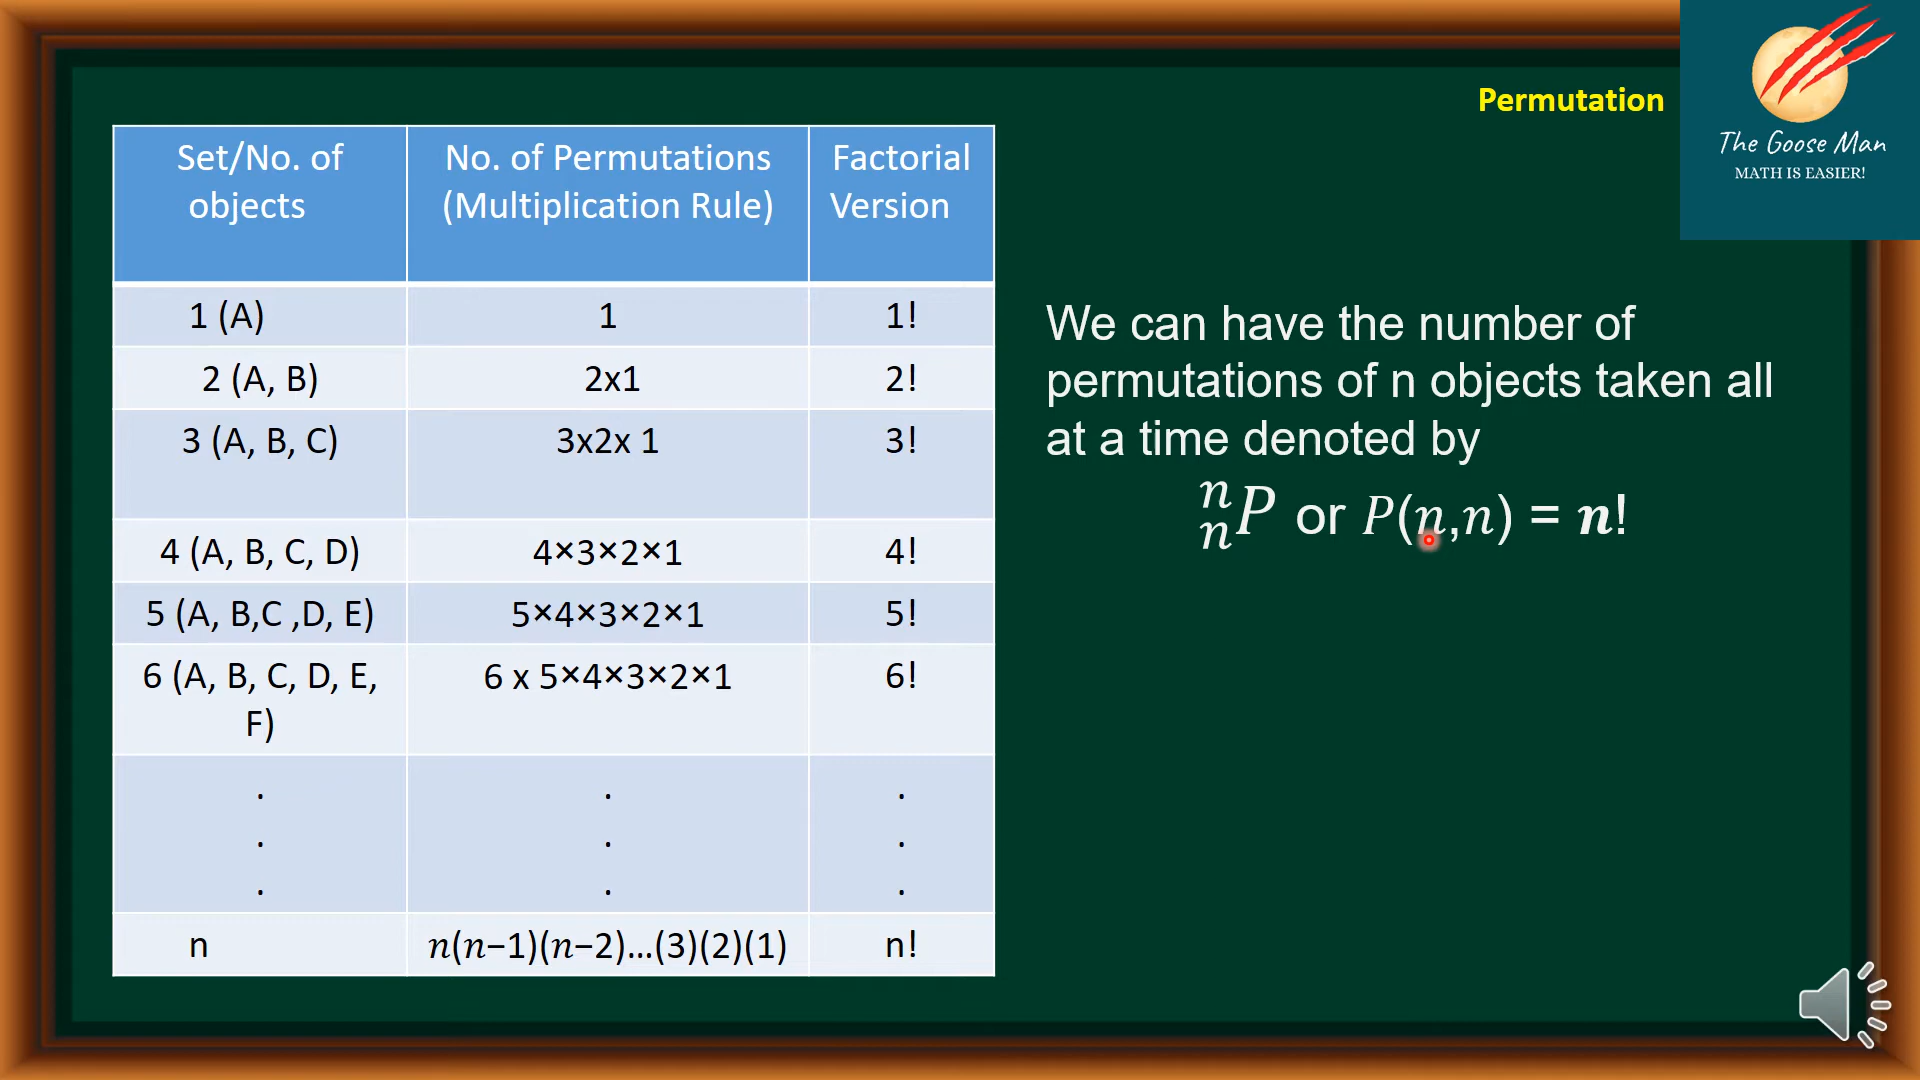 Permutation
The Goose Man
MATH IS EASIER!
Set/No. of objects No. of Permutations (Multiplication Rule) Factorial Version
1 (A) 1 1!
2 (A, B) 2x1 2!
3 (A, B, C) 3x2x 1 3!
4 (A, B, C, D) 4×3×2×1 4!
5 (A, B,C ,D, E) 5×4×3×2×1 5!
6 (A, B, C, D, E, F) 6 x 5×4×3×2×1 6!
. . .
. . .
. . .
n n(n−1)(n−2)...(3)(2)(1) n!
We can have the number of
permutations of n objects taken all
at a time denoted by
ⁿₙP or P(n,n) = n!